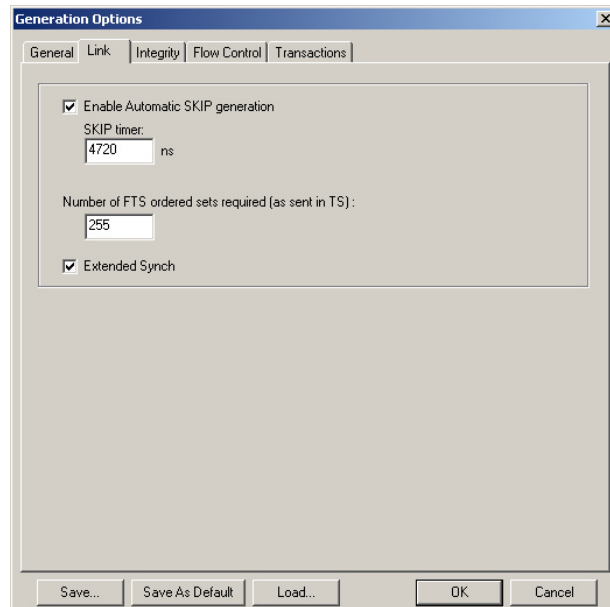 Generation Options
General Link Integrity Flow Control Transactions
Enable Automatic SKIP generation
SKIP timer:
4720 ns
Number of FTS ordered sets required (as sent in TS) :
255
Extended Synch
Save... Save As Default Load... OK Cancel